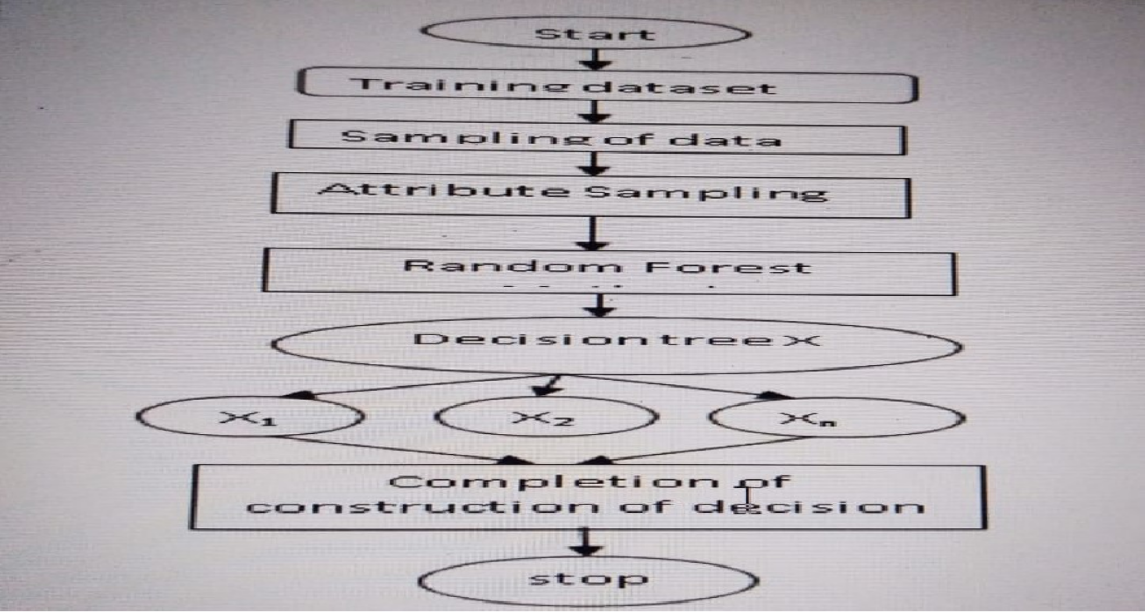 Start
Training dataset
Sampling of data
Attribute Sampling
Random Forest
Decision tree X
X₁ X₂ Xₙ
Completion of
construction of decision
stop